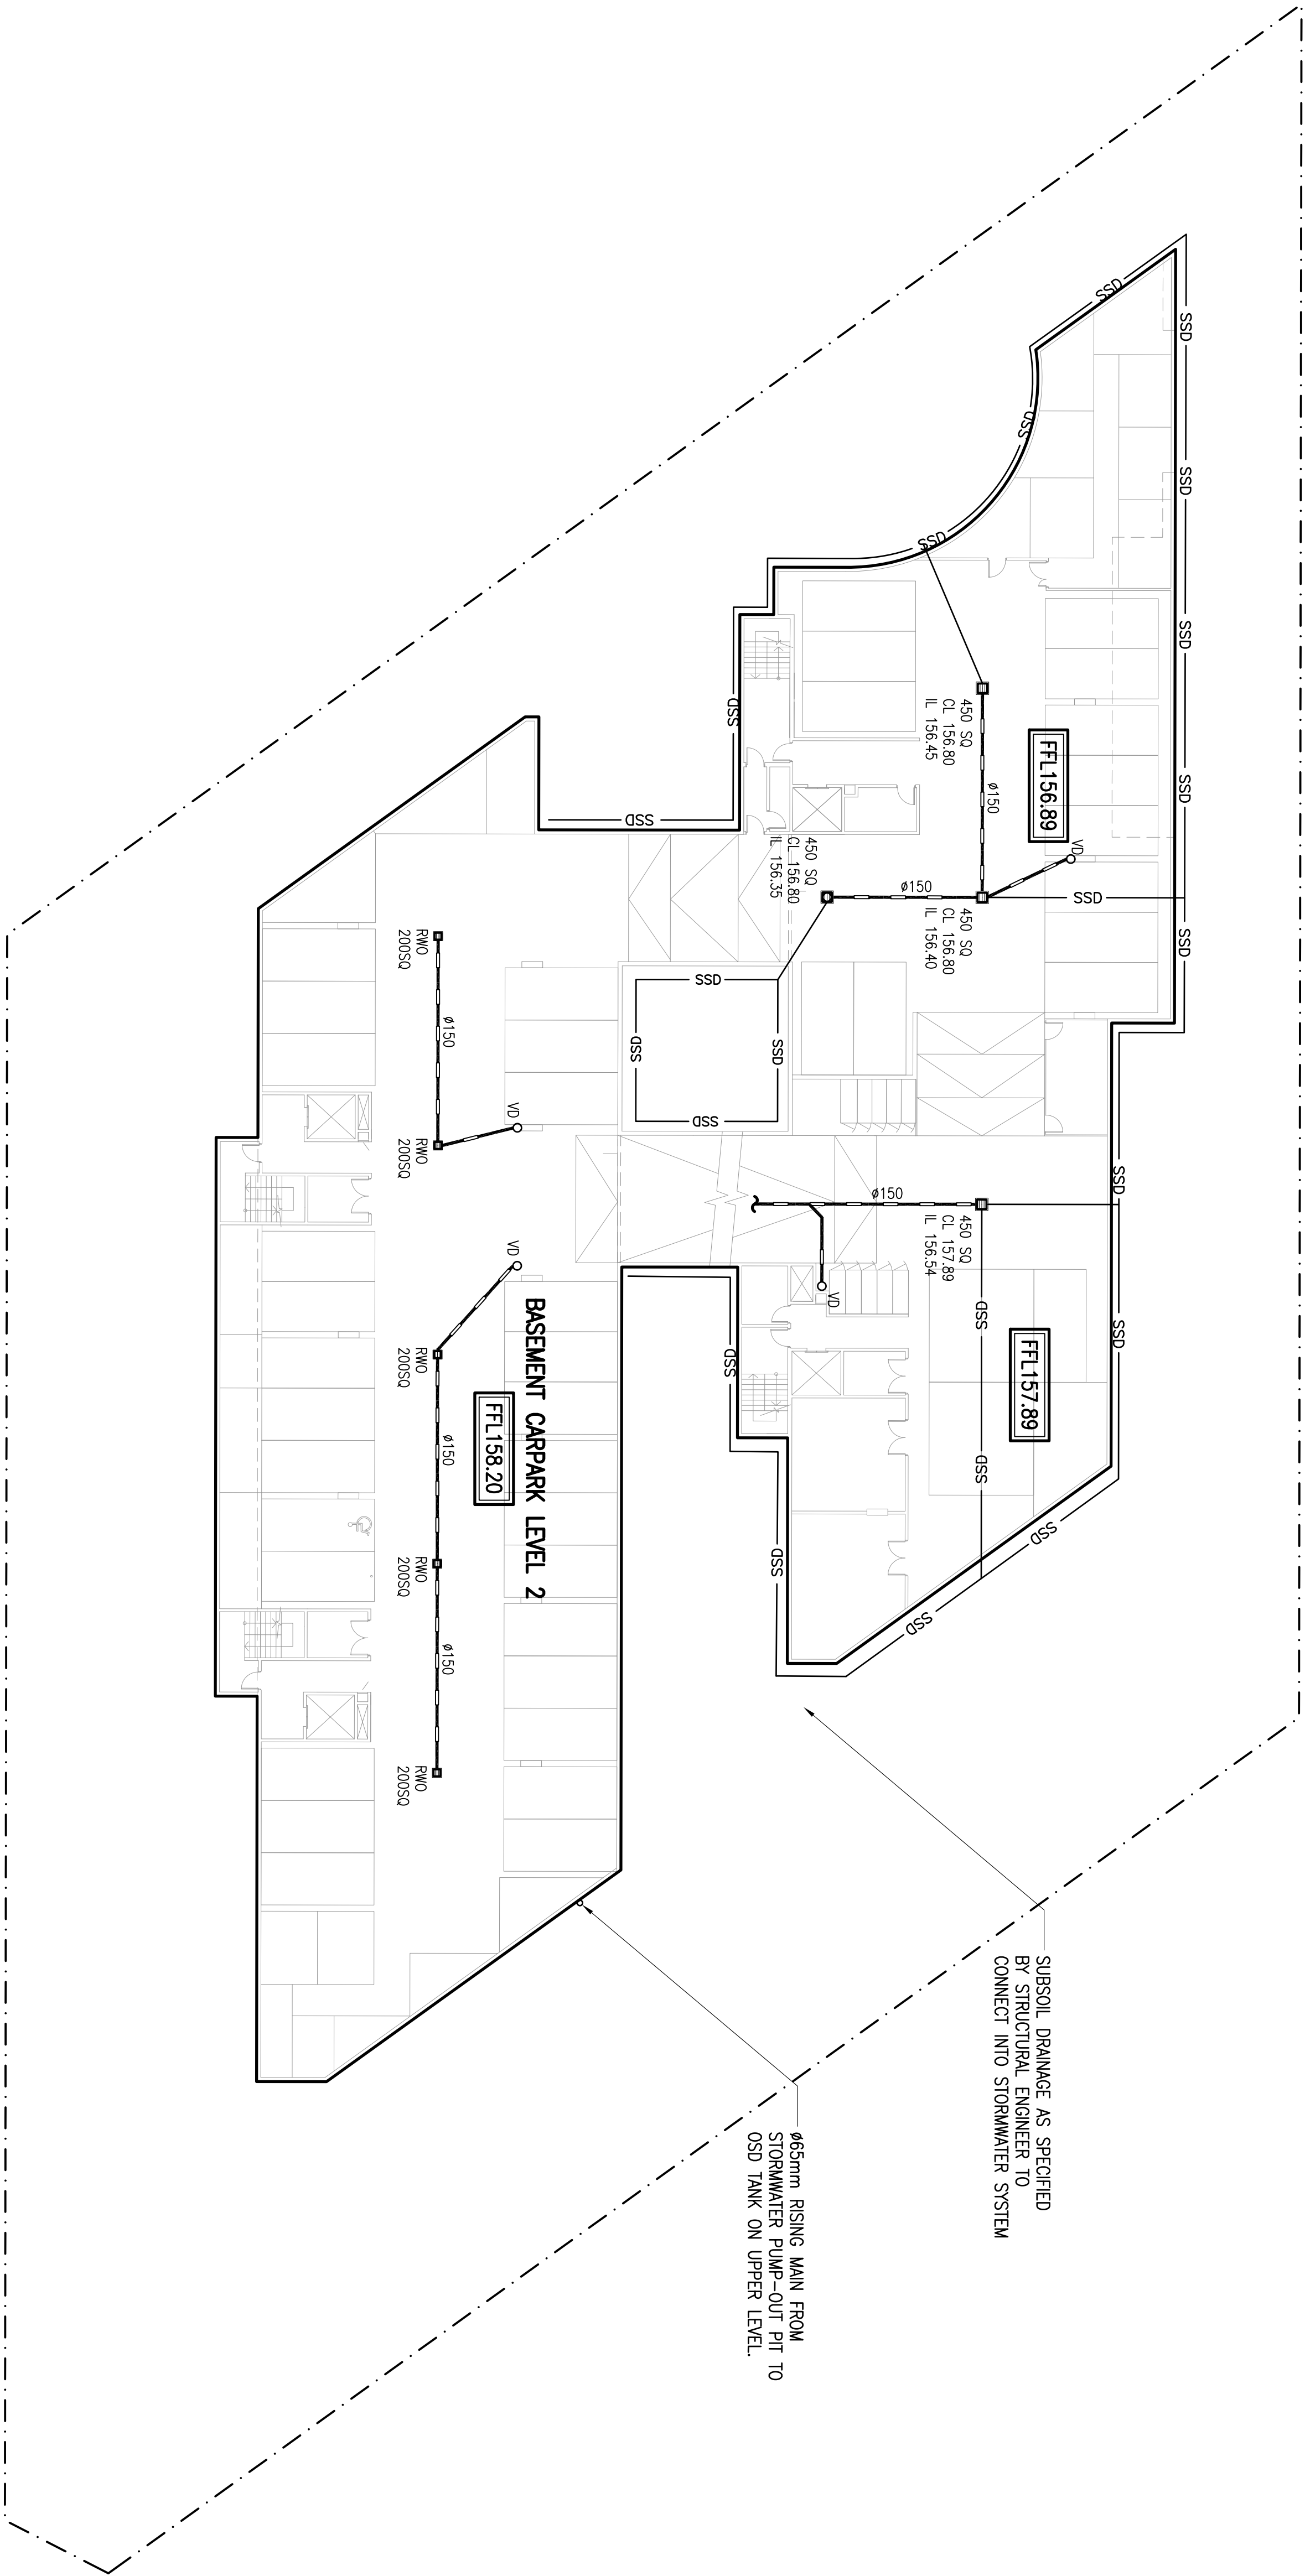 SSD
SSD
SSD
SSD
SSD
SSD
SSD
SSD
SSD
SSD
SSD
VD
FFL156.89
SSD
FFL157.89
SSD
SUBSOIL DRAINAGE AS SPECIFIED
BY STRUCTURAL ENGINEER TO
CONNECT INTO STORMWATER SYSTEM
ø150
SSD
SSD
450 SQ
CL 156.80
IL 156.45
450 SQ
CL 156.80
IL 156.40
450 SQ
CL 157.89
IL 156.54
SSD
ø150
ø150
SSD
VD
450 SQ
CL 156.80
IL 156.35
ø65mm RISING MAIN FROM
STORMWATER PUMP-OUT PIT TO
OSD TANK ON UPPER LEVEL.
SSD
SSD
SSD
SSD
SSD
SSD
SSD
SSD
BASEMENT CARPARK LEVEL 2
FFL158.20
VD
VD
ø150
ø150
ø150
RWO
200SQ
RWO
200SQ
RWO
200SQ
RWO
200SQ
RWO
200SQ